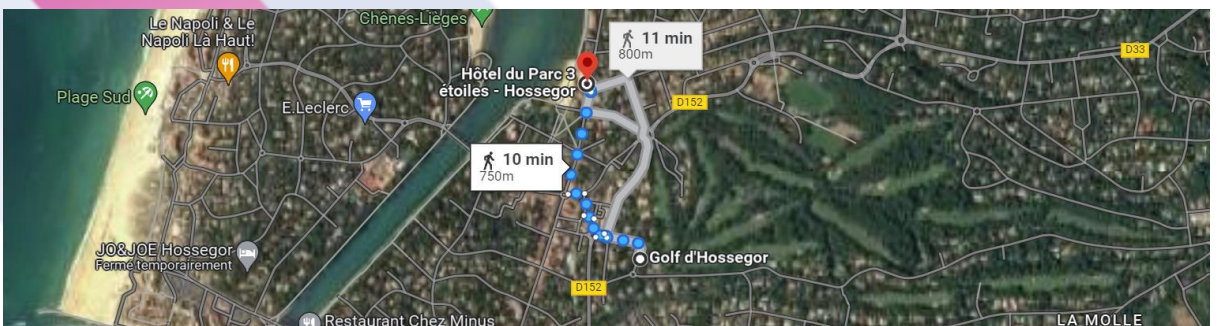 Le Napoli & Le
Napoli Là Haut!
Chênes-Lièges
11 min
800m
D33
Hôtel du Parc 3
étoiles - Hossegor
Plage Sud
E.Leclerc
D152
10 min
750m
JO&JOE Hossegor
Fermé temporairement
Golf d'Hossegor
D152
Restaurant Chez Minus
LA MOLLE